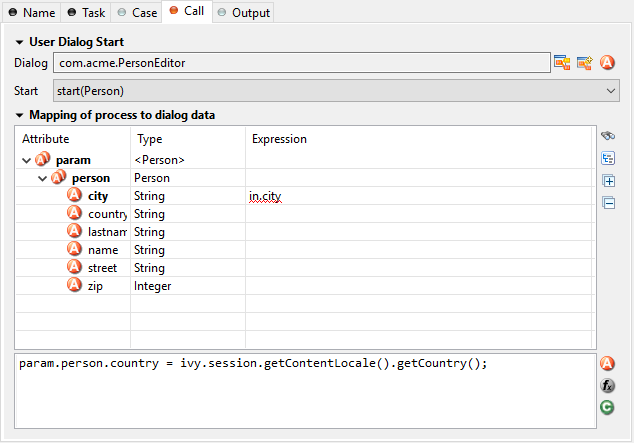 Name Task Case Call Output
User Dialog Start
Dialog com.acme.PersonEditor
Start start(Person)
Mapping of process to dialog data
Attribute Type Expression
param <Person>
person Person
city String in.city
country String
lastnam String
name String
street String
zip Integer
param.person.country = ivy.session.getContentLocale().getCountry();